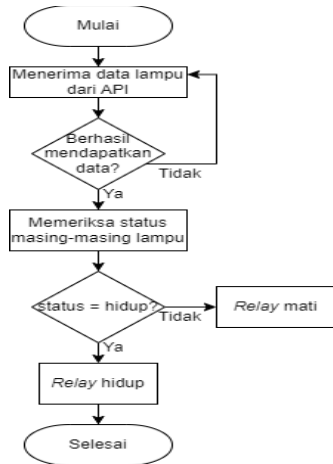 Mulai
Menerima data lampu
dari API
Berhasil
mendapatkan
data?
Tidak
Ya
Memeriksa status
masing-masing lampu
status = hidup?
Tidak
Relay mati
Ya
Relay hidup
Selesai